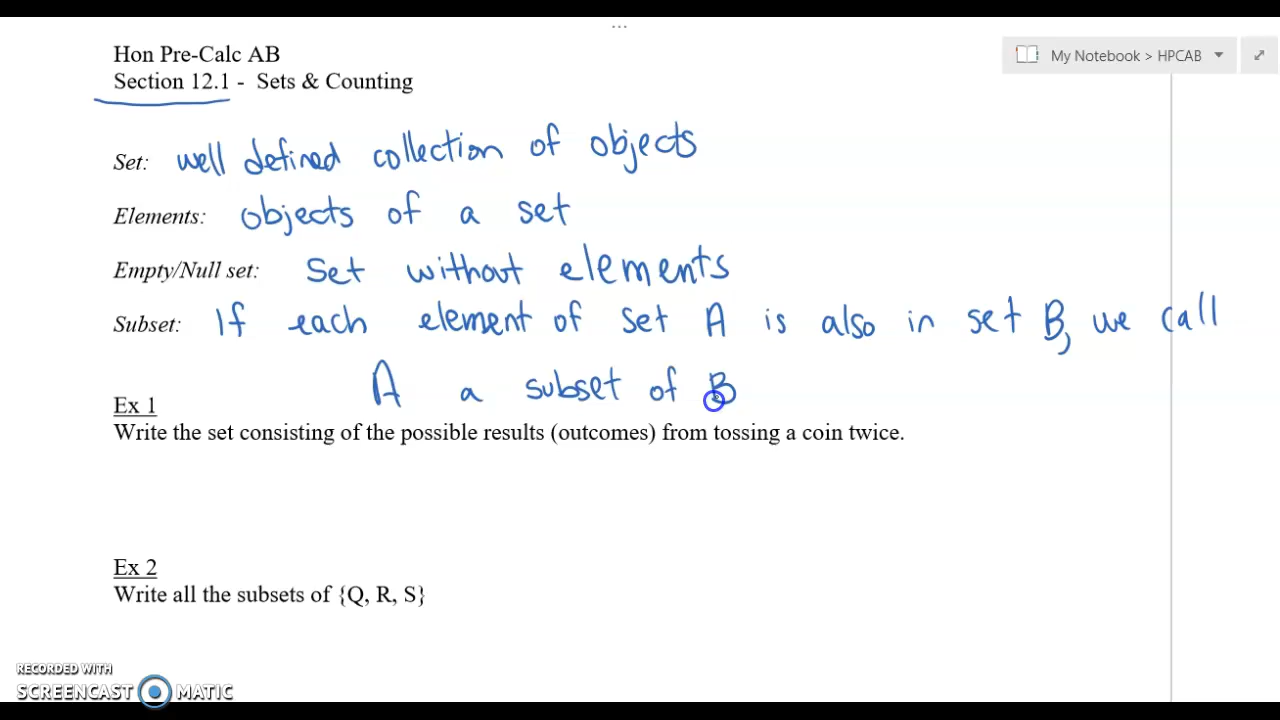 ...
Hon Pre-Calc AB
My Notebook > HPCAB
Section 12.1 - Sets & Counting
Set: well defined collection of objects
Elements: objects of a set
Empty/Null set: Set without elements
Subset: If each element of set A is also in set B, we call
A a subset of B
Ex 1
Write the set consisting of the possible results (outcomes) from tossing a coin twice.
Ex 2
Write all the subsets of {Q, R, S}
RECORDED WITH
SCREENCAST MATIC